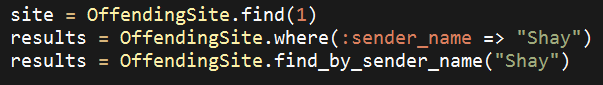 site = OffendingSite.find(1)
results = OffendingSite.where(:sender_name => "Shay")
results = OffendingSite.find_by_sender_name("Shay")